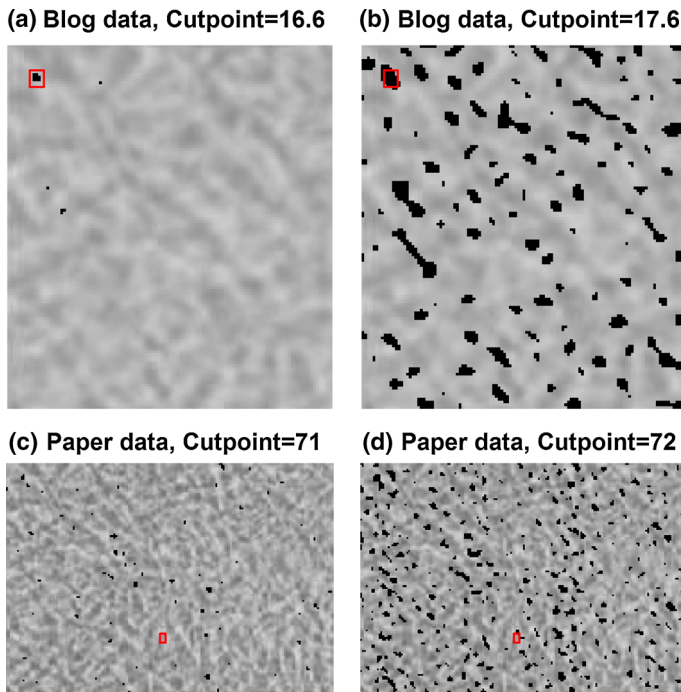 (a) Blog data, Cutpoint=16.6
(b) Blog data, Cutpoint=17.6
(c) Paper data, Cutpoint=71
(d) Paper data, Cutpoint=72